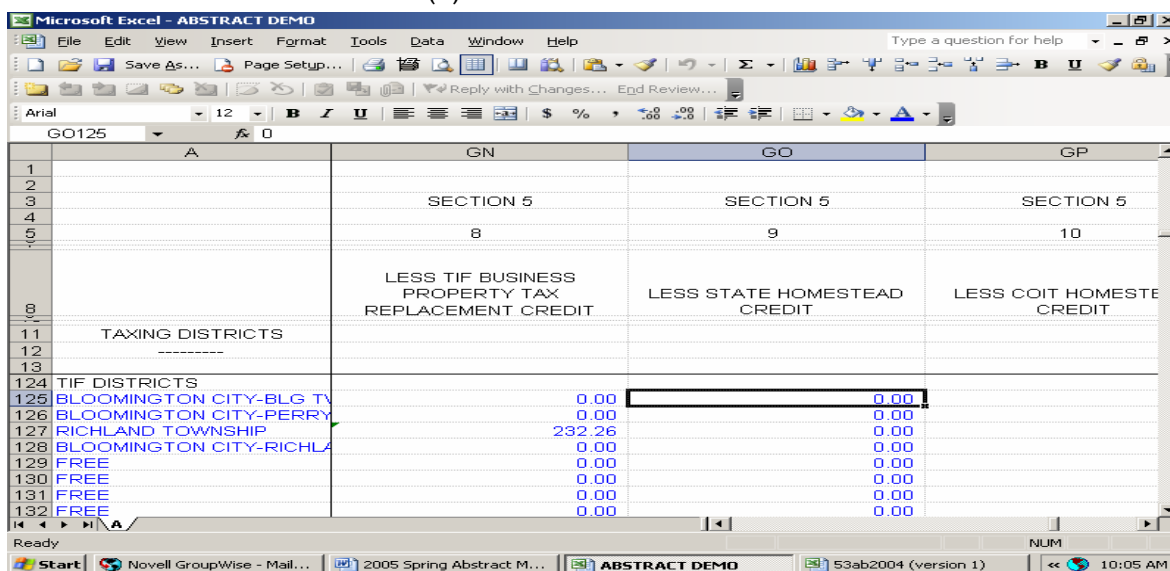 Microsoft Excel - ABSTRACT DEMO
File Edit View Insert Format Tools Data Window Help Type a question for help
Save As... Page Setup...
Reply with Changes... End Review...
Arial 12 B I U $ % ,
GO125 fx 0
A GN GO GP
1
2
3 SECTION 5 SECTION 5 SECTION 5
4
5 8 9 10
8 LESS TIF BUSINESS PROPERTY TAX REPLACEMENT CREDIT LESS STATE HOMESTEAD CREDIT LESS COIT HOMESTE CREDIT
11 TAXING DISTRICTS
12 ---------
13
124 TIF DISTRICTS
125 BLOOMINGTON CITY-BLG TV 0.00 0.00
126 BLOOMINGTON CITY-PERRY 0.00 0.00
127 RICHLAND TOWNSHIP 232.26 0.00
128 BLOOMINGTON CITY-RICHLA 0.00 0.00
129 FREE 0.00 0.00
130 FREE 0.00 0.00
131 FREE 0.00 0.00
132 FREE 0.00 0.00
A
Ready NUM
Start Novell GroupWise - Mail... 2005 Spring Abstract M... ABSTRACT DEMO 53ab2004 (version 1) « 10:05 AM